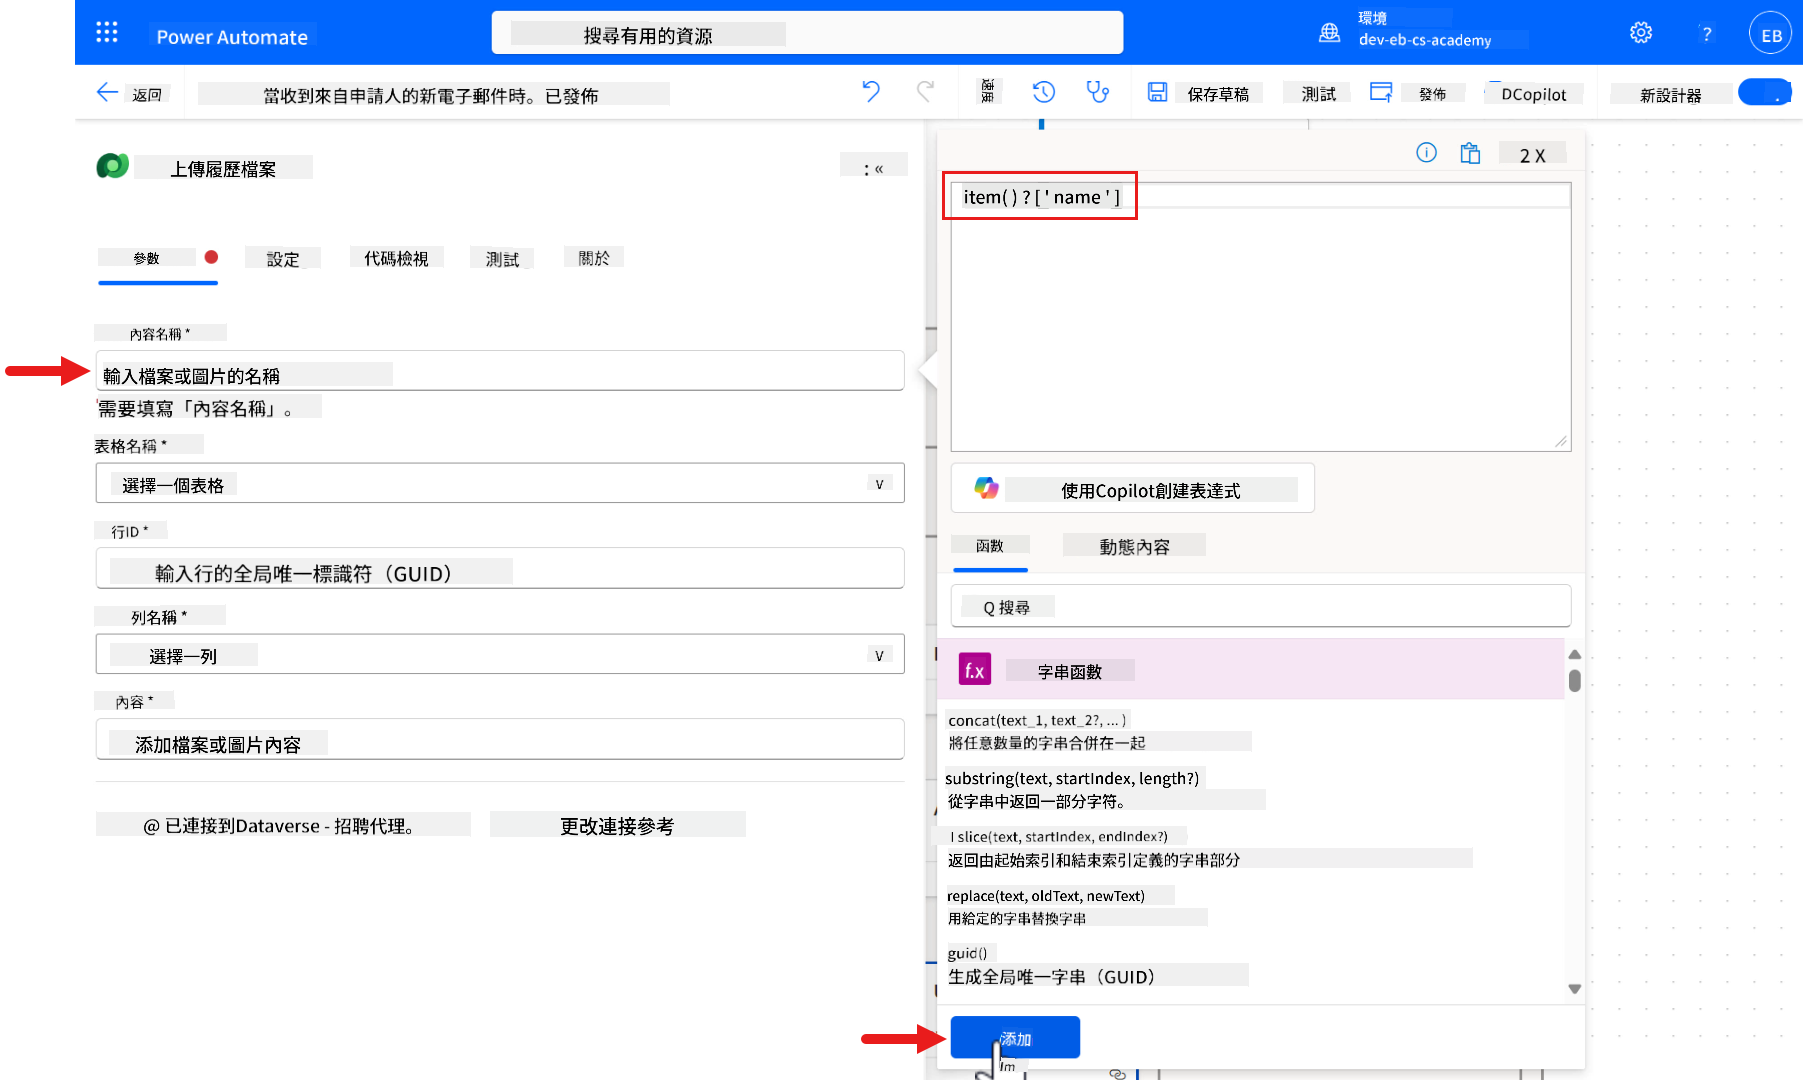 Power Automate
搜尋有用的資源
環境
dev-eb-cs-academy
?
EB
返回
當收到來自申請人的新電子郵件時。已發佈
保存草稿
測試
發佈
DCopilot
新設計器
上傳履歷檔案
: «
參數
設定
代碼檢視
測試
關於
內容名稱 *
輸入檔案或圖片的名稱
需要填寫「內容名稱」。
表格名稱 *
選擇一個表格
v
行ID *
輸入行的全局唯一標識符（GUID）
列名稱 *
選擇一列
v
內容 *
添加檔案或圖片內容
@ 已連接到Dataverse - 招聘代理。
更改連接參考
2 X
item( ) ? [ ' name ' ]
使用Copilot創建表達式
函數
動態內容
Q 搜尋
f.x
字串函數
concat(text_1, text_2?, ... )
將任意數量的字串合併在一起
substring(text, startIndex, length?)
從字串中返回一部分字符。
I slice(text, startIndex, endIndex?)
返回由起始索引和結束索引定義的字串部分
replace(text, oldText, newText)
用給定的字串替換字串
guid()
生成全局唯一字串（GUID）
添加
Im